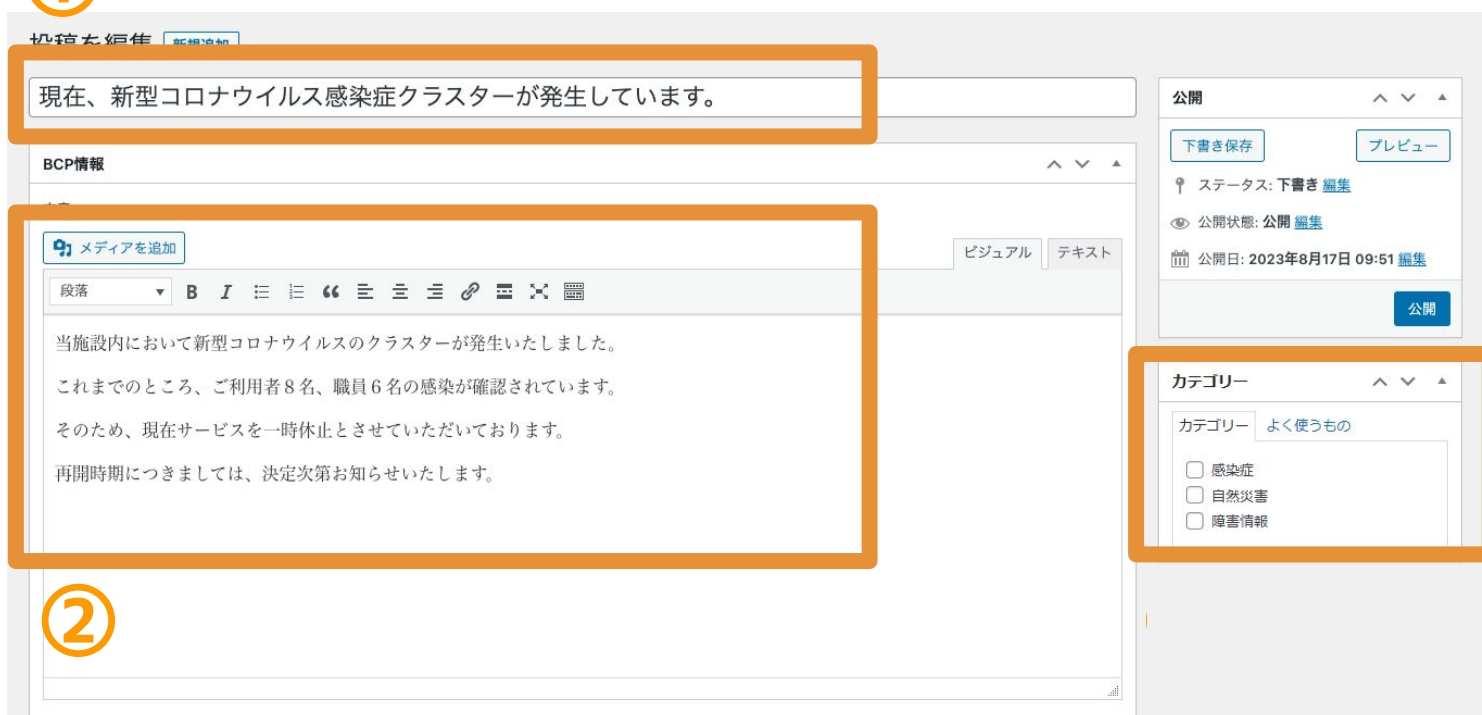 ①
投稿を編集 新規追加
現在、新型コロナウイルス感染症クラスターが発生しています。
BCP情報
メディアを追加
ビジュアル テキスト
段落
B I
当施設内において新型コロナウイルスのクラスターが発生いたしました。
これまでのところ、ご利用者８名、職員６名の感染が確認されています。
そのため、現在サービスを一時休止とさせていただいております。
再開時期につきましては、決定次第お知らせいたします。
②
公開
下書き保存 プレビュー
ステータス: 下書き 編集
公開状態: 公開 編集
公開日: 2023年8月17日 09:51 編集
公開
カテゴリー
カテゴリー よく使うもの
感染症
自然災害
障害情報